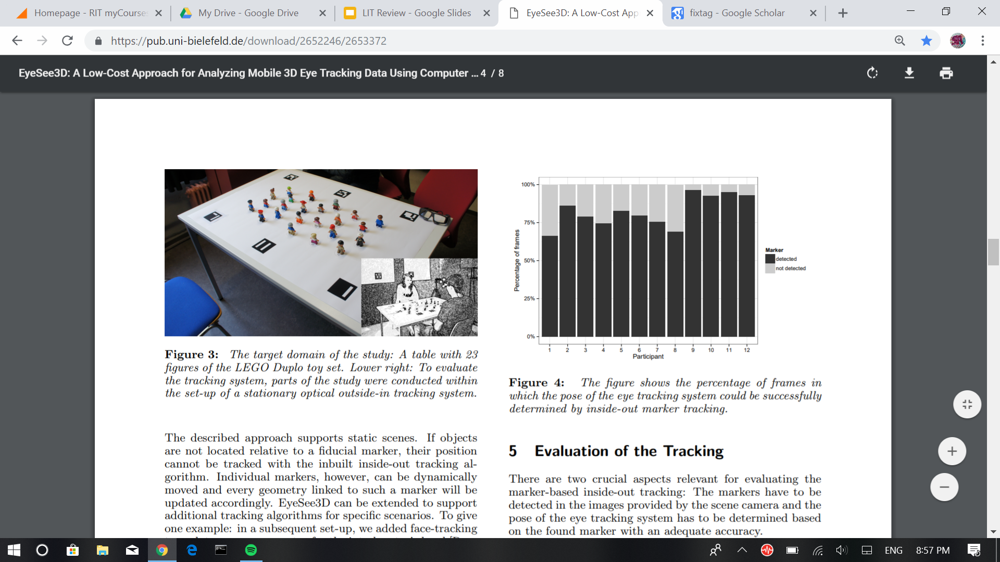 Homepage - RIT myCourses
My Drive - Google Drive
LIT Review - Google Slides
EyeSee3D: A Low-Cost App
fixtag - Google Scholar
https://pub.uni-bielefeld.de/download/2652246/2653372
EyeSee3D: A Low-Cost Approach for Analyzing Mobile 3D Eye Tracking Data Using Computer ... 4 / 8
Figure 3: The target domain of the study: A table with 23
figures of the LEGO Duplo toy set. Lower right: To evaluate
the tracking system, parts of the study were conducted within
the set-up of a stationary optical outside-in tracking system.
The described approach supports static scenes. If objects
are not located relative to a fiducial marker, their position
cannot be tracked with the inbuilt inside-out tracking al-
gorithm. Individual markers, however, can be dynamically
moved and every geometry linked to such a marker will be
updated accordingly. EyeSee3D can be extended to support
additional tracking algorithms for specific scenarios. To give
one example: in a subsequent set-up, we added face-tracking
100%
75%
50%
25%
0%
Percentage of frames
1 2 3 4 5 6 7 8 9 10 11 12
Participant
Marker
detected
not detected
Figure 4: The figure shows the percentage of frames in
which the pose of the eye tracking system could be successfully
determined by inside-out marker tracking.
5 Evaluation of the Tracking
There are two crucial aspects relevant for evaluating the
marker-based inside-out tracking: The markers have to be
detected in the images provided by the scene camera and the
pose of the eye tracking system has to be determined based
on the found marker with an adequate accuracy.
ENG
8:57 PM